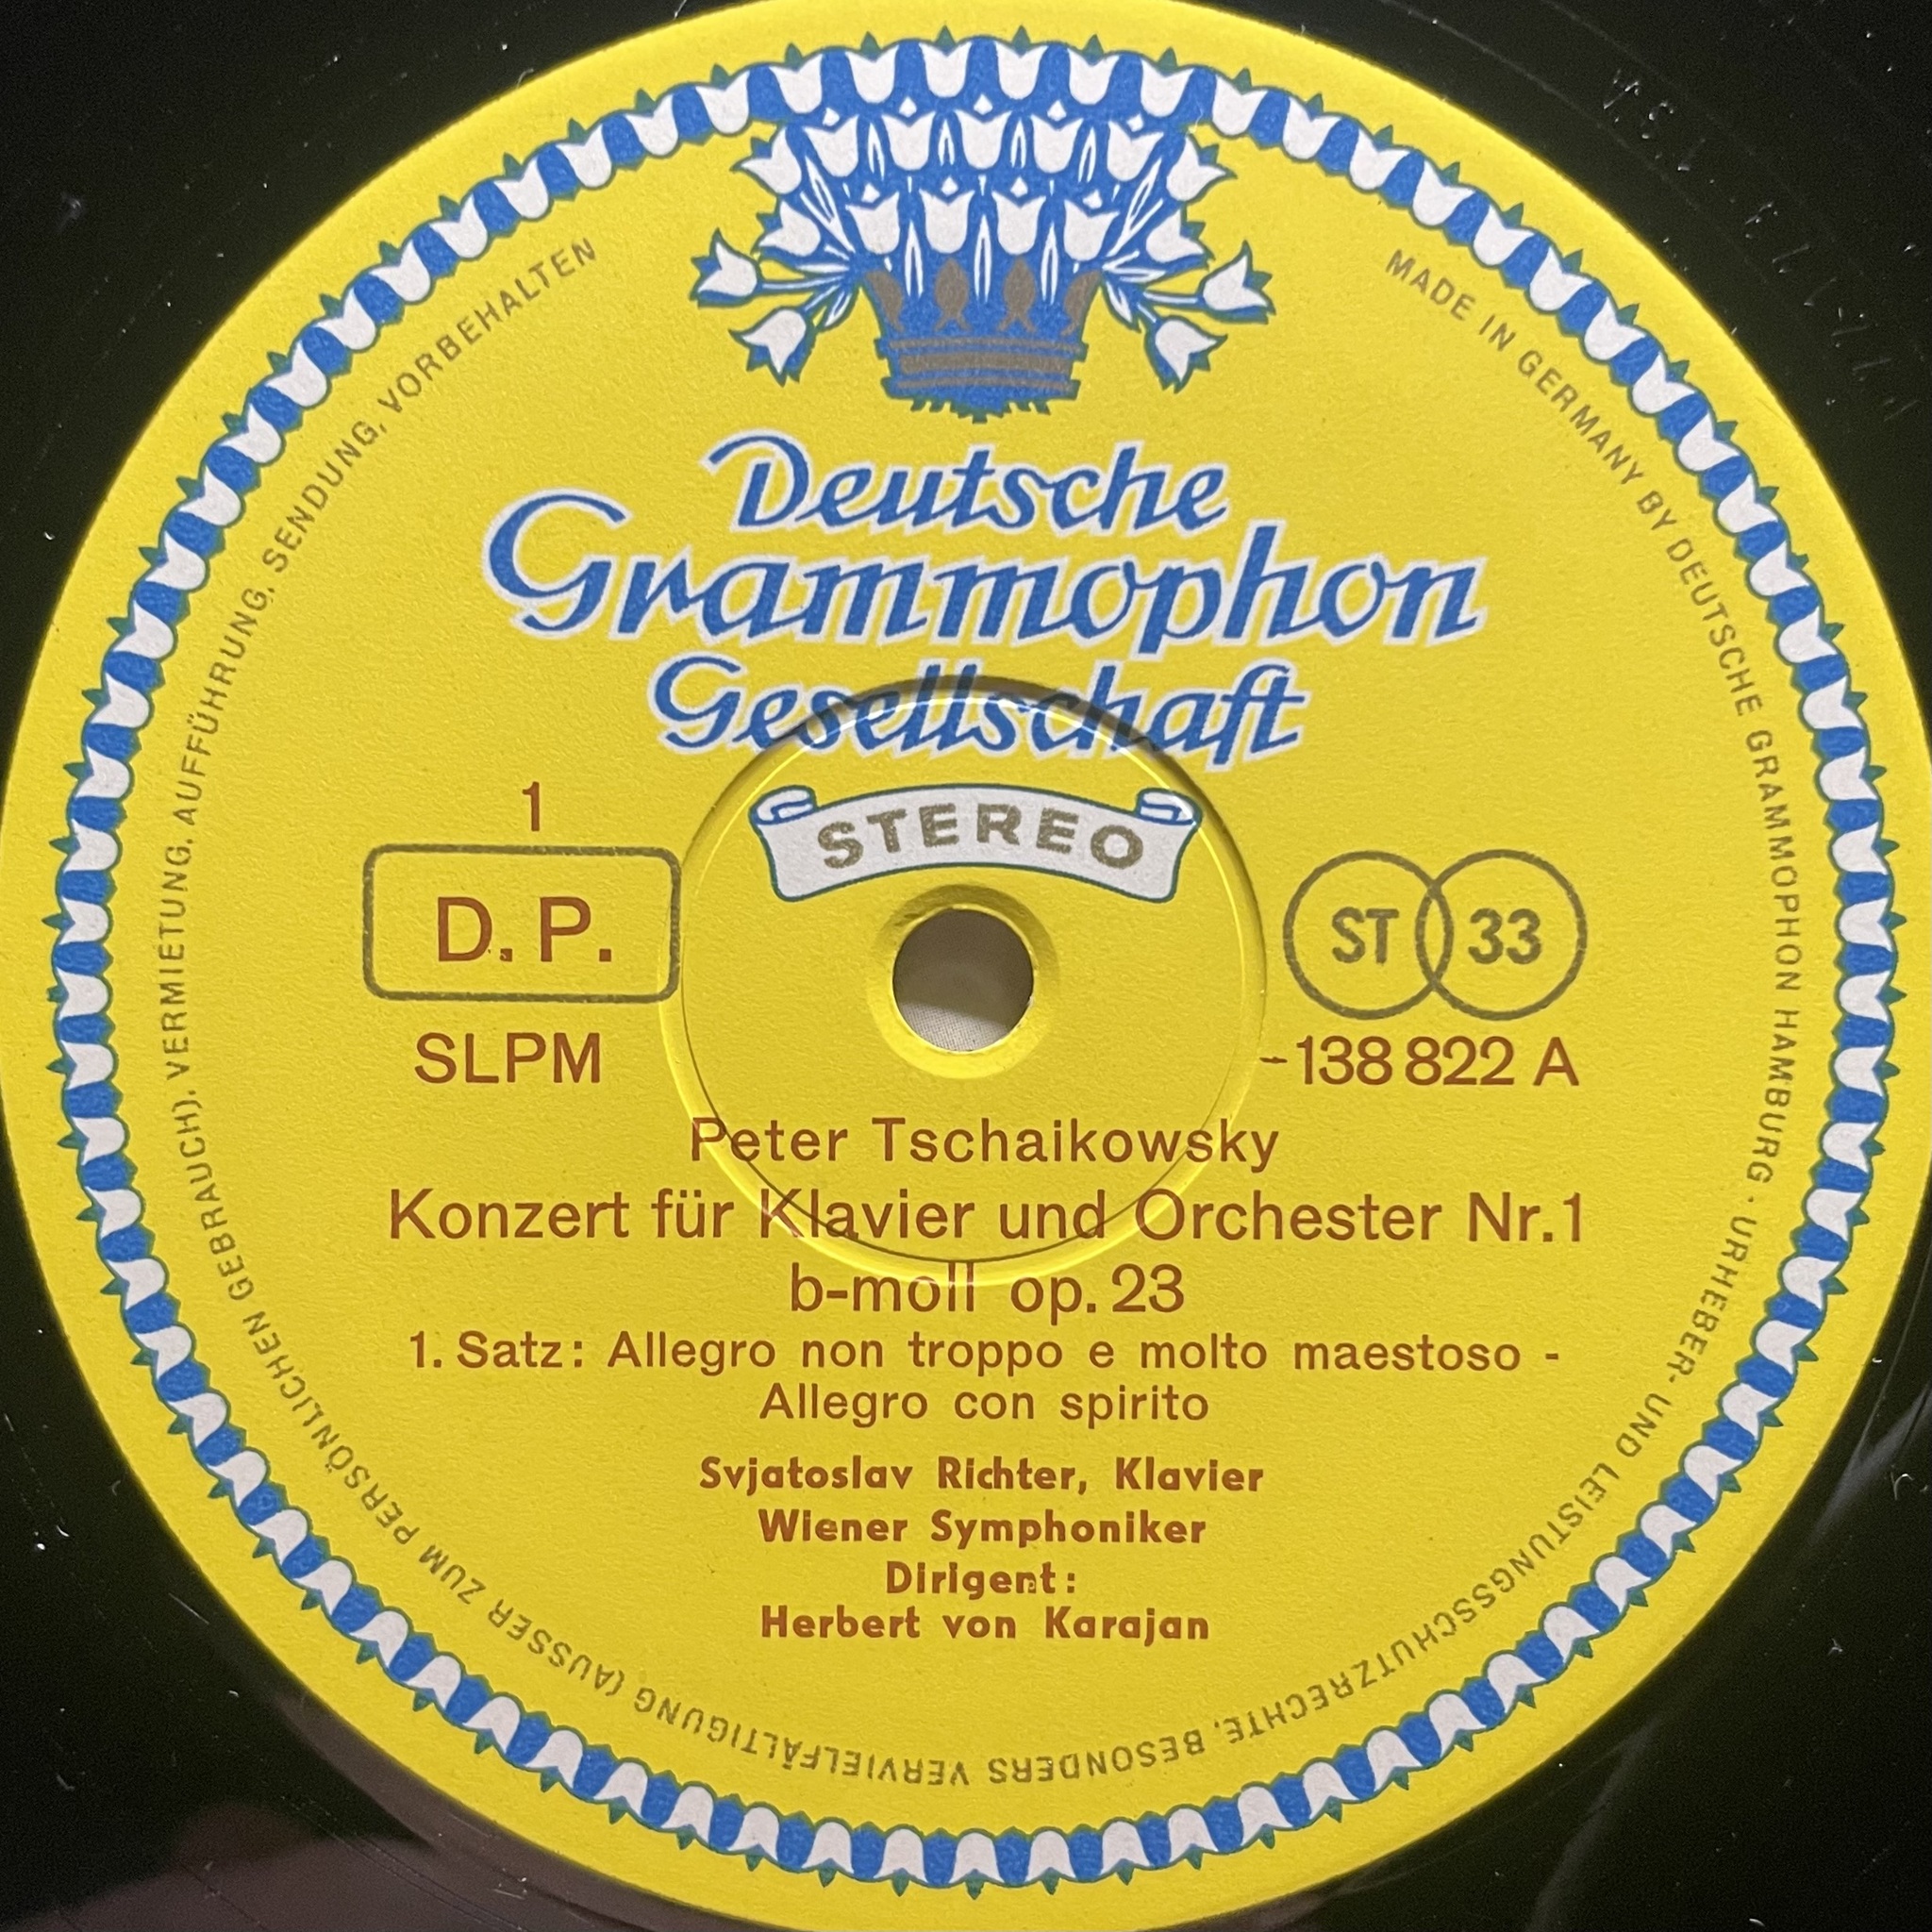 Deutsche
Grammophon
Gesellschaft
STEREO
1
D.P.
ST 33
SLPM
-138 822 A
Peter Tschaikowsky
Konzert für Klavier und Orchester Nr.1
b-moll op. 23
1. Satz: Allegro non troppo e molto maestoso -
Allegro con spirito
Svjatoslav Richter, Klavier
Wiener Symphoniker
Dirigent:
Herbert von Karajan
MADE IN GERMANY BY DEUTSCHE GRAMMOPHON HAMBURG · URHEBER- UND LEISTUNGSSCHUTZRECHTE, BESONDERS VERVIELFÄLTIGUNG (AUSSER ZUM PERSÖNLICHEN GEBRAUCH), VERMIETUNG, AUFFÜHRUNG, SENDUNG, VORBEHALTEN